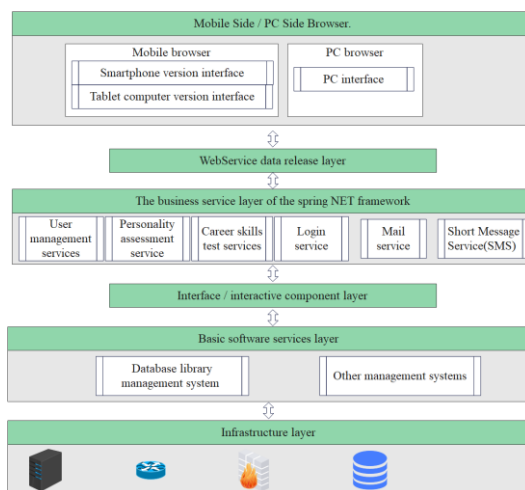 Mobile Side / PC Side Browser.
Mobile browser
Smartphone version interface
Tablet computer version interface
PC browser
PC interface
WebService data release layer
The business service layer of the spring NET framework
User
management
services
Personality
assessment
service
Career skills
test services
Login
service
Mail
service
Short Message
Service(SMS)
Interface / interactive component layer
Basic software services layer
Database library
management system
Other management systems
Infrastructure layer